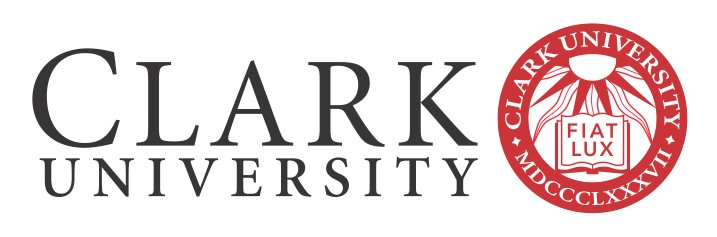 CLARK
UNIVERSITY
CLARK UNIVERSITY
FIAT
LUX
MDCCCLXXXVII